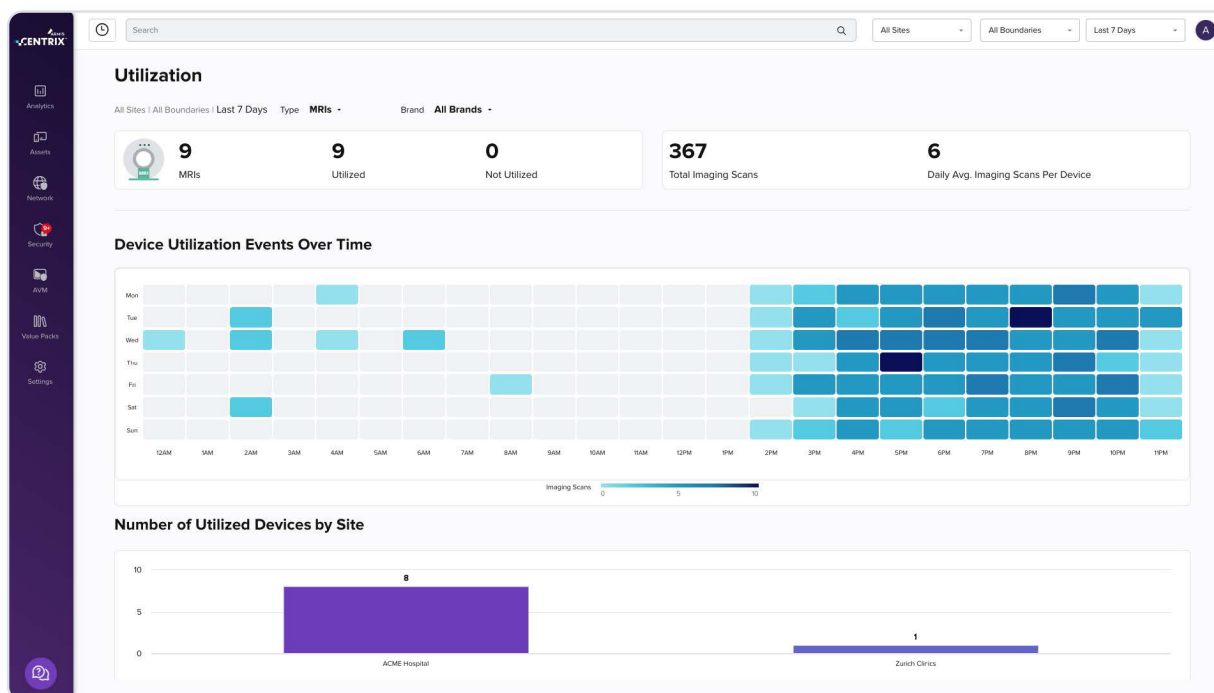 ARMIS
CENTRIX
Search
All Sites
All Boundaries
Last 7 Days
A
Analytics
Assets
Network
9+
Security
AVM
Value Packs
Settings
Utilization
All Sites | All Boundaries | Last 7 Days Type MRIs Brand All Brands
MRI
9
MRIs
9
Utilized
0
Not Utilized
367
Total Imaging Scans
6
Daily Avg. Imaging Scans Per Device
Device Utilization Events Over Time
Mon
Tue
Wed
Thu
Fri
Sat
Sun
12AM 1AM 2AM 3AM 4AM 5AM 6AM 7AM 8AM 9AM 10AM 11AM 12PM 1PM 2PM 3PM 4PM 5PM 6PM 7PM 8PM 9PM 10PM 11PM
Imaging Scans
0 5 10
Number of Utilized Devices by Site
10
5
0
8
1
ACME Hospital
Zurich Clirics